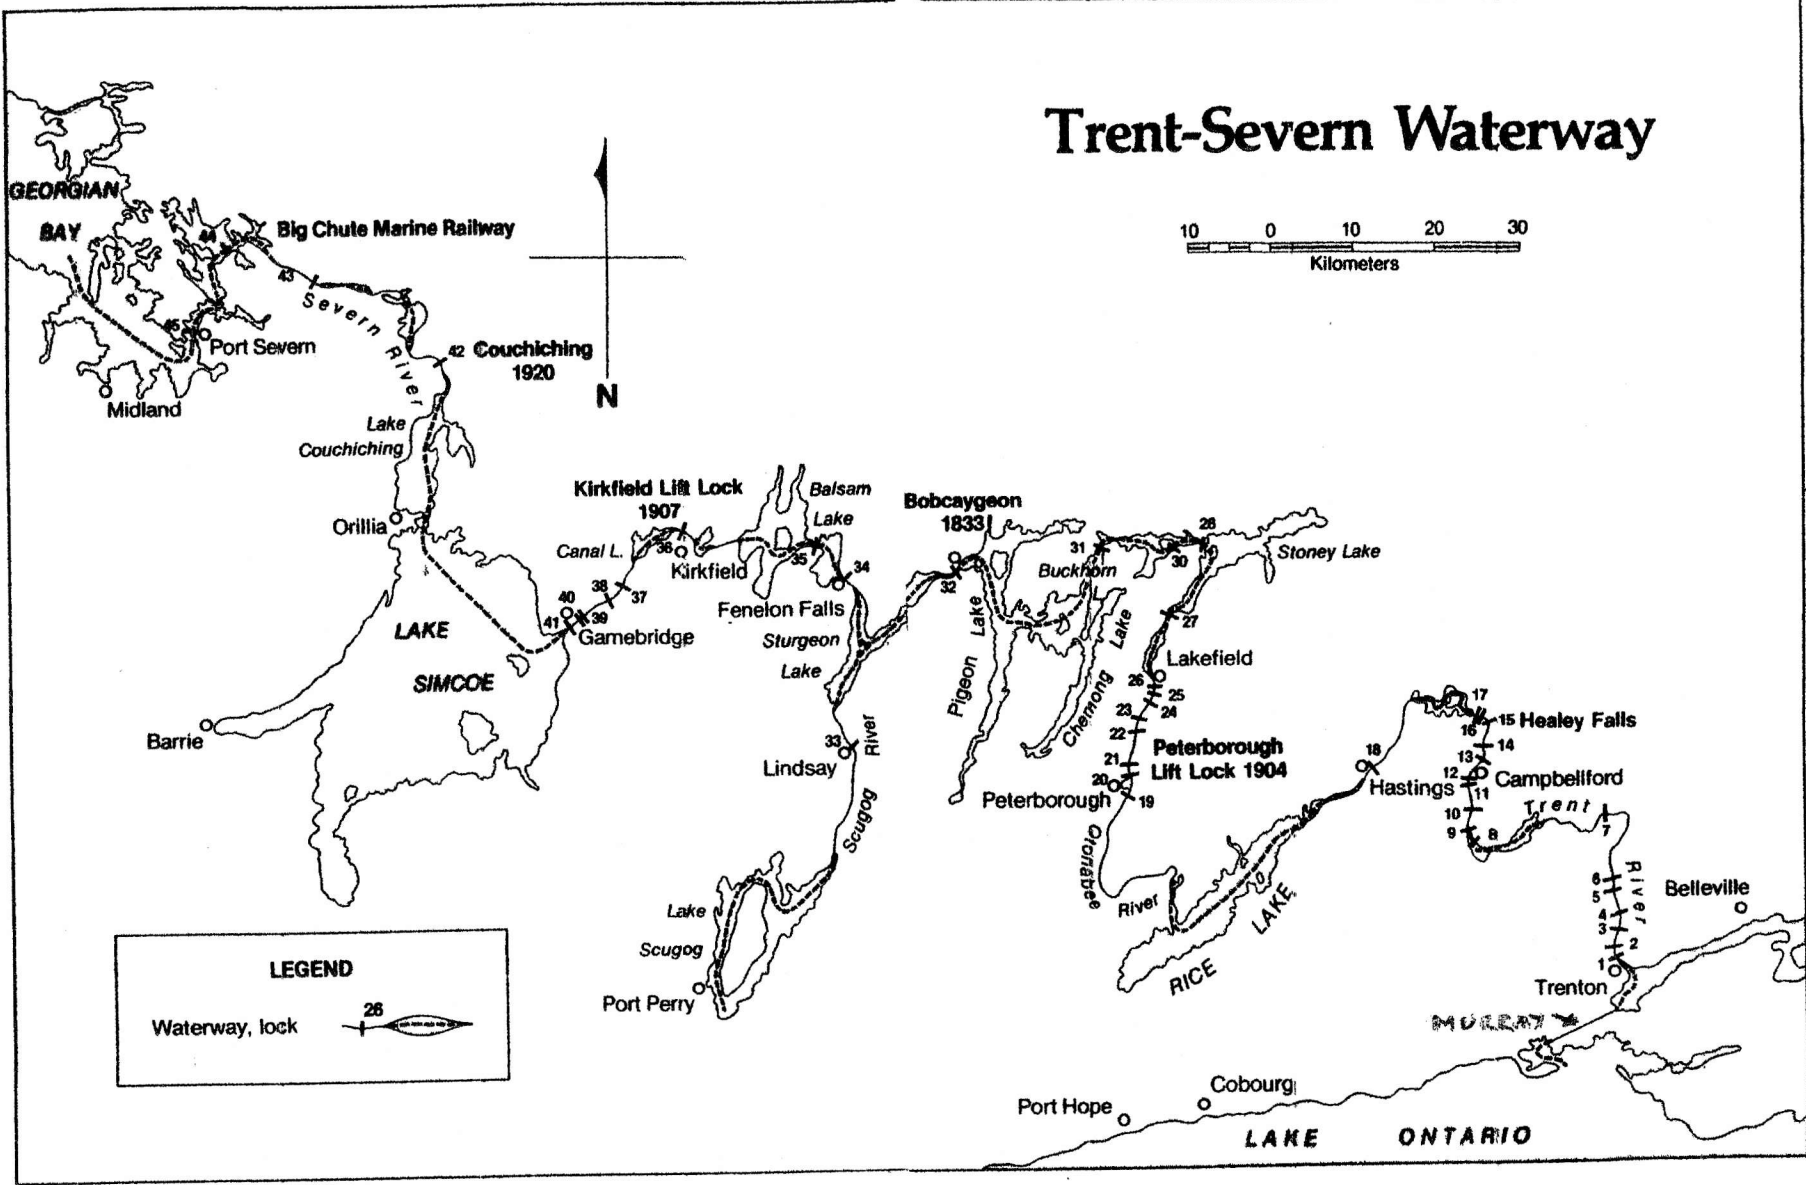 Trent-Severn Waterway
10 0 10 20 30
Kilometers
GEORGIAN
BAY
44
Big Chute Marine Railway
43
Severn River
45
Port Severn
Midland
42 Couchiching
1920
N
Lake
Couchiching
Orillia
LAKE
SIMCOE
Barrie
Kirkfield Lift Lock
1907
36
Kirkfield
Canal L.
38
37
40
39
41
Gamebridge
Balsam
Lake
35
34
Fenelon Falls
Sturgeon
Lake
33
Lindsay
Scugog River
Lake
Scugog
Port Perry
Bobcaygeon
1833
Pigeon Lake
31
Buckhorn
Chemong Lake
30
28
Stoney Lake
27
Lakefield
26
25
24
23
22
21
Peterborough
Lift Lock 1904
20
Peterborough
19
Otonabee River
RICE LAKE
18
Hastings
17
16
15 Healey Falls
14
13
12
Campbellford
11
10
9
8
Trent River
7
6
5
4
3
2
1
Trenton
Belleville
MURRAY
Port Hope
Cobourg
LAKE ONTARIO
LEGEND
Waterway, lock
26